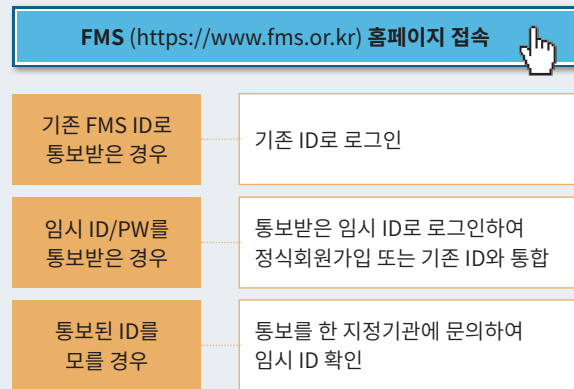 FMS (https://www.fms.or.kr) 홈페이지 접속
기존 FMS ID로
통보받은 경우
기존 ID로 로그인
임시 ID/PW를
통보받은 경우
통보받은 임시 ID로 로그인하여
정식회원가입 또는 기존 ID와 통합
통보된 ID를
모를 경우
통보를 한 지정기관에 문의하여
임시 ID 확인